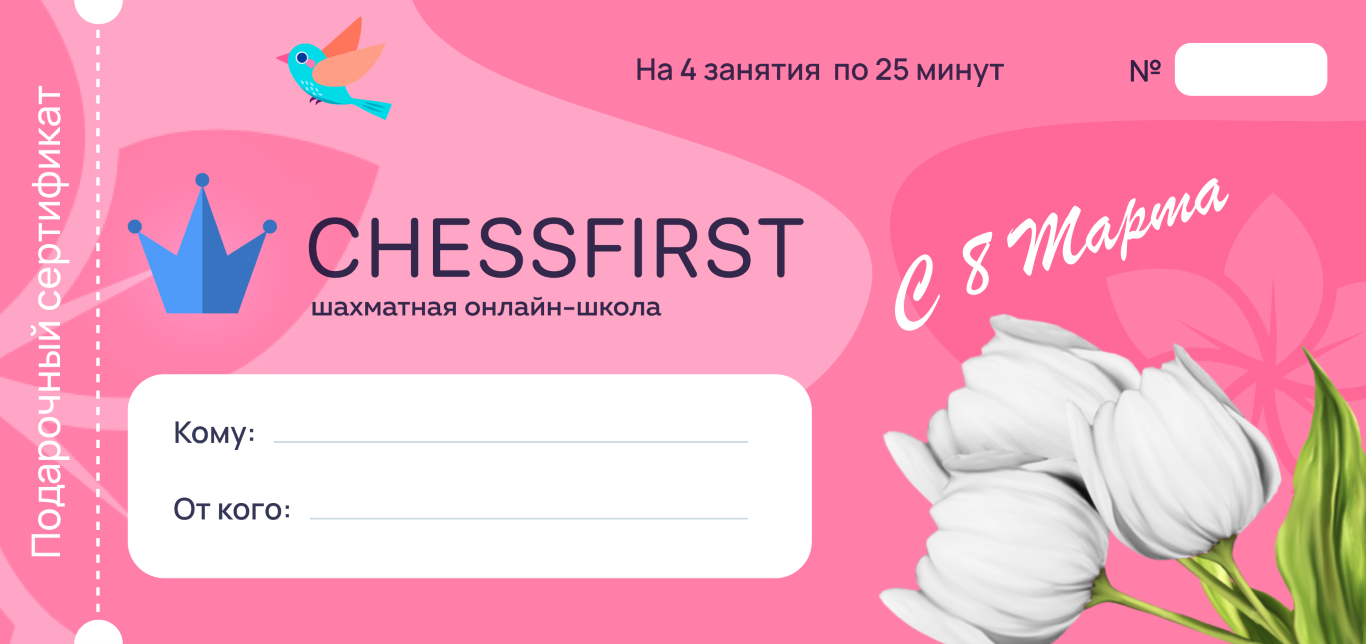 Подарочный сертификат
На 4 занятия по 25 минут
№
CHESSFIRST
шахматная онлайн-школа
С 8 Марта
Кому:
От кого: